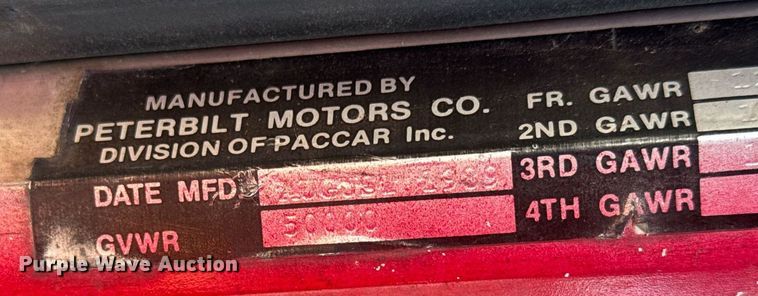 MANUFACTURED BY
PETERBILT MOTORS CO.
DIVISION OF PACCAR Inc.
DATE MFD
GVWR 50000
FR. GAWR
2ND GAWR
3RD GAWR
4TH GAWR
Purple Wave Auction